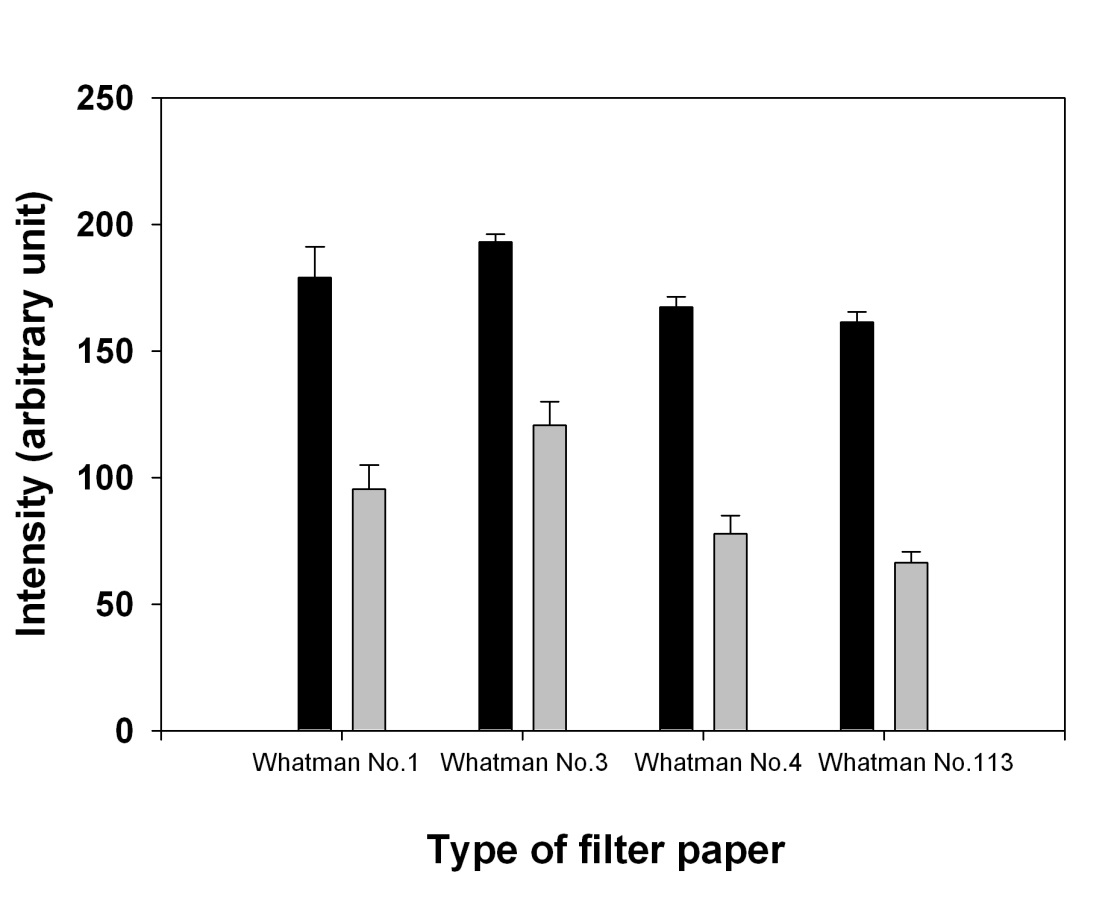 250
200
150
100
50
0
Intensity (arbitrary unit)
Whatman No.1 Whatman No.3 Whatman No.4 Whatman No.113
Type of filter paper